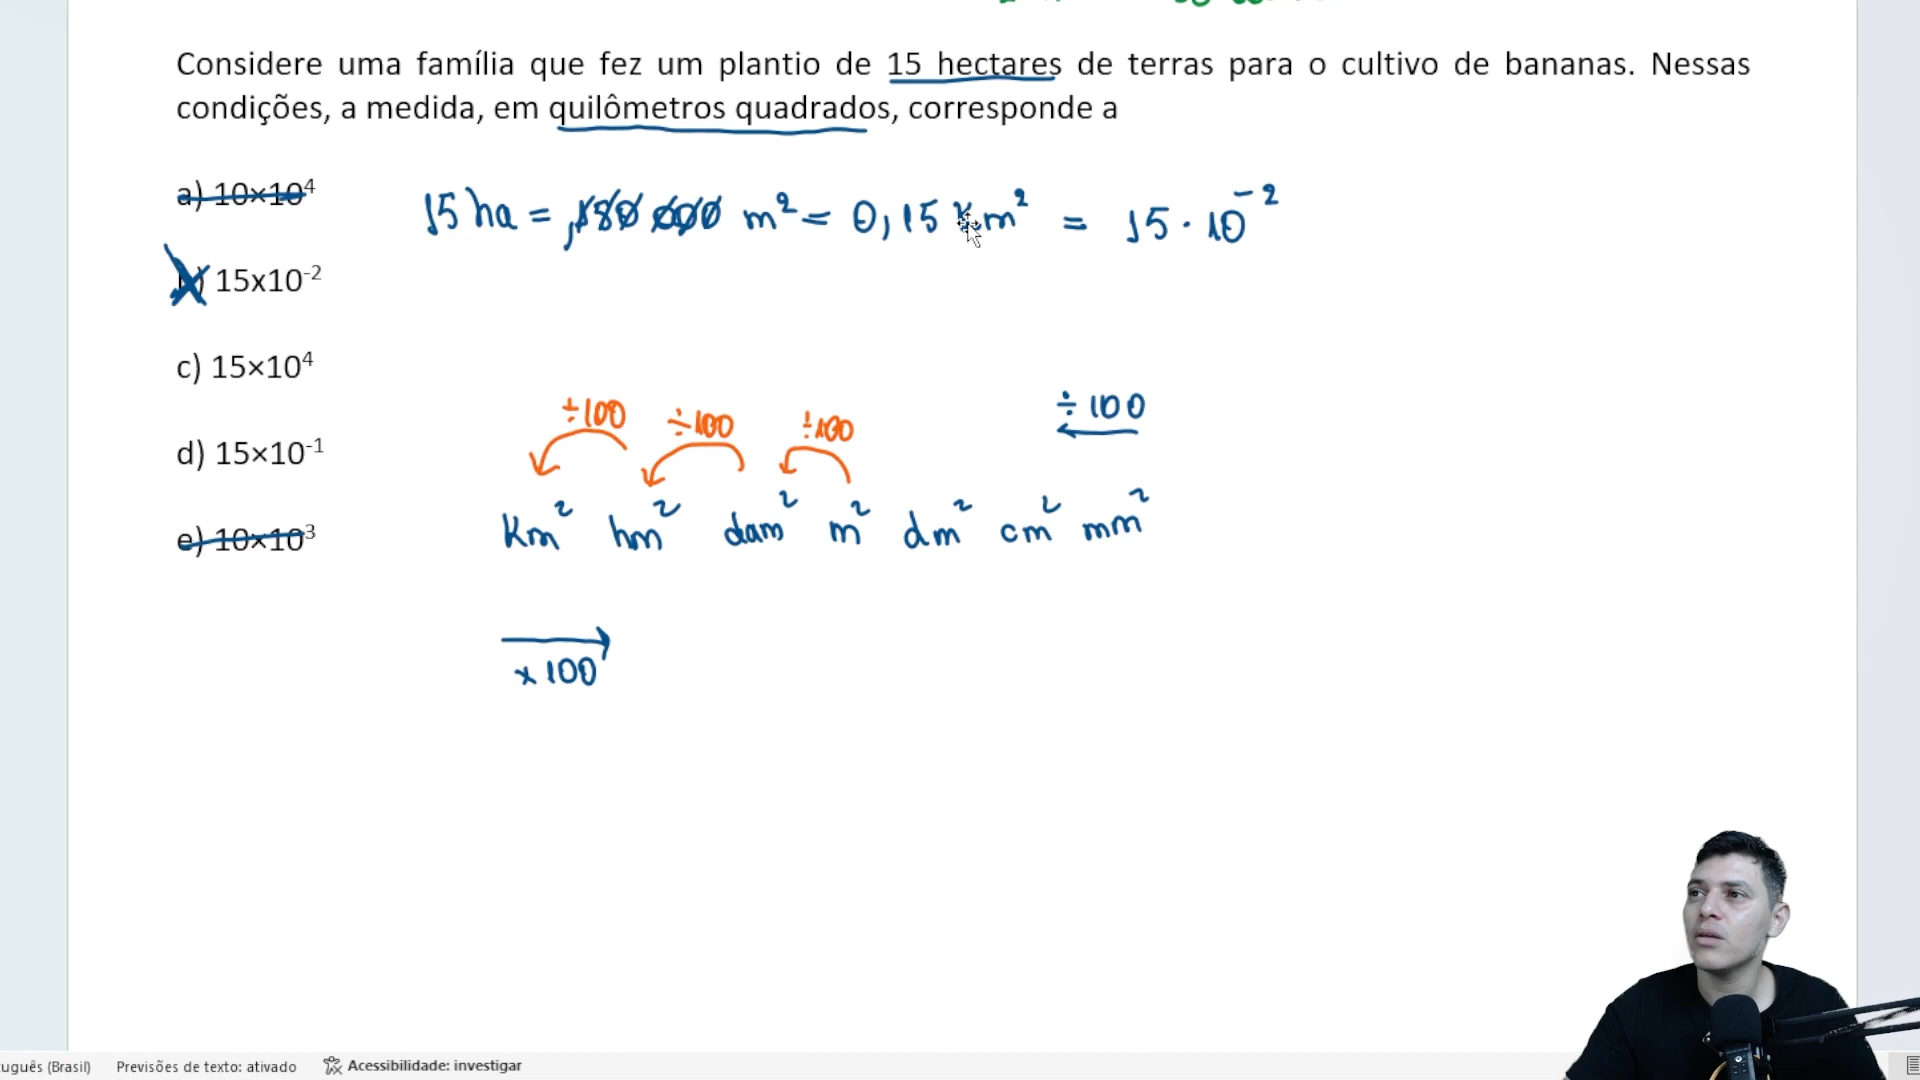 Considere uma família que fez um plantio de 15 hectares de terras para o cultivo de bananas. Nessas
condições, a medida, em quilômetros quadrados, corresponde a
a) 10×10⁴
15 ha = ,150 000 m² = 0,15 Km² = 15 · 10⁻²
15x10⁻²
c) 15×10⁴
÷100 ÷100 ÷100
÷ 100
d) 15×10⁻¹
Km² hm² dam² m² dm² cm² mm²
e) 10×10³
x 100
uguês (Brasil) Previsões de texto: ativado Acessibilidade: investigar